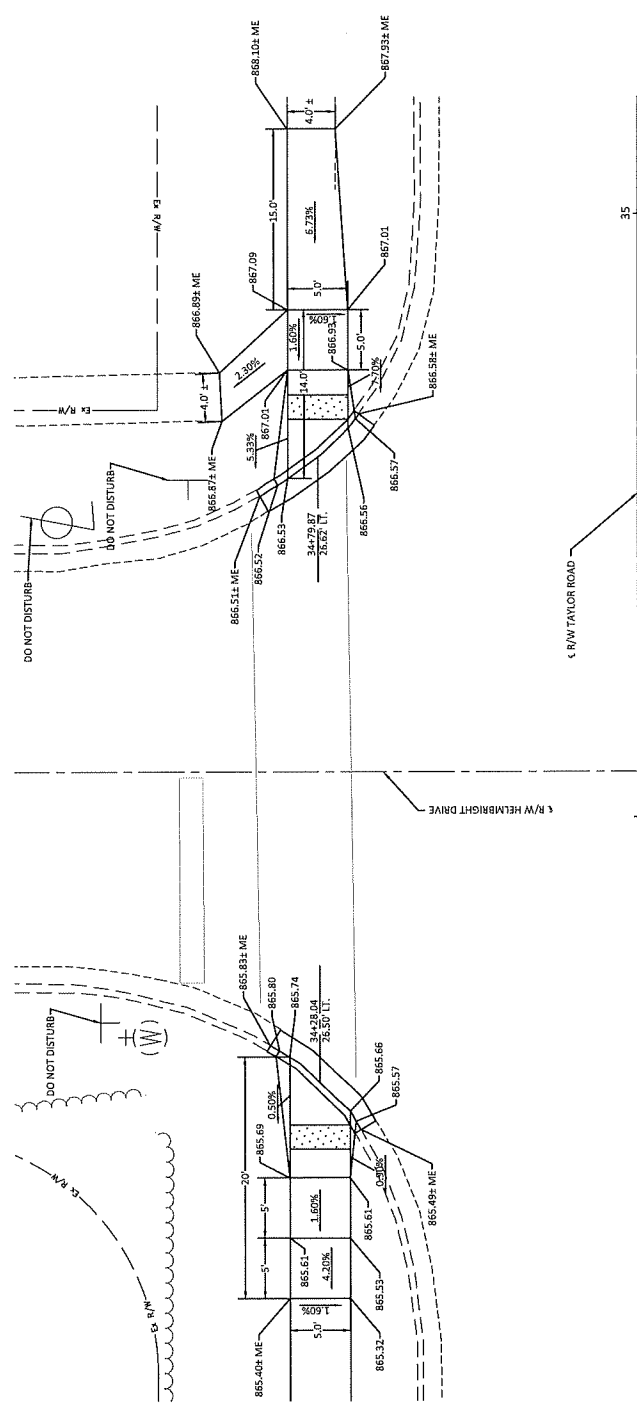 868.10± ME
867.93± ME
4.0' ±
15.0'
6.73%
Ex R/W
867.09
867.01
5.0'
1.60%
1.60%
866.89± ME
2.30%
866.93
5.0'
4.0' ±
Ex R/W
14.0'
7.70%
866.58± ME
867.01
5.33%
866.57
866.87± ME
DO NOT DISTURB
866.56
866.53
34+79.87
26.62' LT.
866.52
866.51± ME
DO NOT DISTURB
35
℄ R/W TAYLOR ROAD
℄ R/W HELMBRIGHT DRIVE
865.83± ME
865.80
865.74
34+28.04
26.50' LT.
DO NOT DISTURB
(W)
0.50%
865.66
865.57
20'
865.69
0.90%
865.49± ME
Ex R/W
5'
1.60%
865.61
865.61
5'
4.20%
865.53
1.60%
5.0'
865.40± ME
865.32
Ex R/W